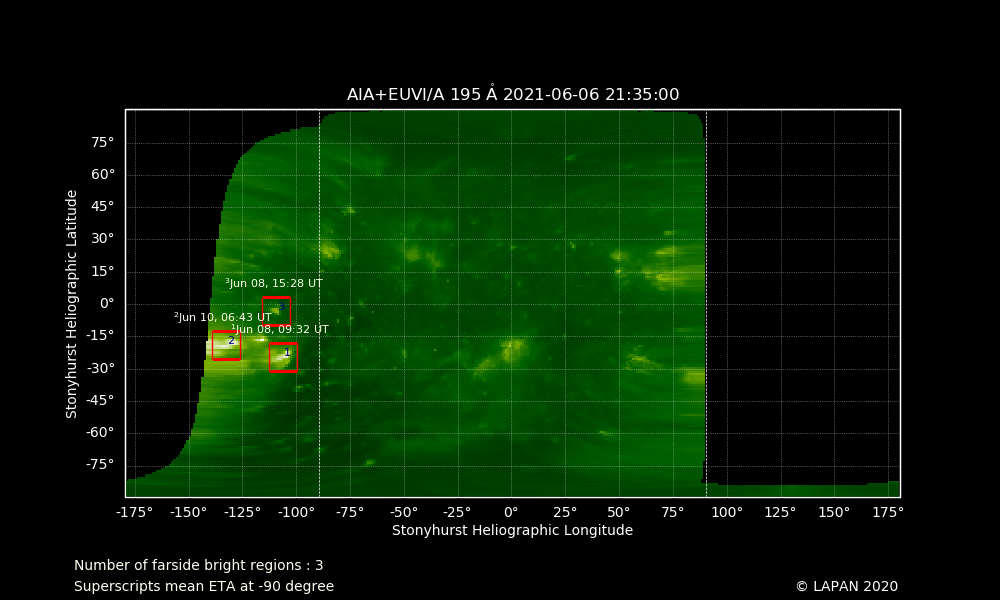 AIA+EUVI/A 195 Å 2021-06-06 21:35:00
Stonyhurst Heliographic Latitude
75°
60°
45°
30°
15°
0°
-15°
-30°
-45°
-60°
-75°
³Jun 08, 15:28 UT
²Jun 10, 06:43 UT
¹Jun 08, 09:32 UT
2
1
-175° -150° -125° -100° -75° -50° -25° 0° 25° 50° 75° 100° 125° 150° 175°
Stonyhurst Heliographic Longitude
Number of farside bright regions : 3
Superscripts mean ETA at -90 degree
© LAPAN 2020